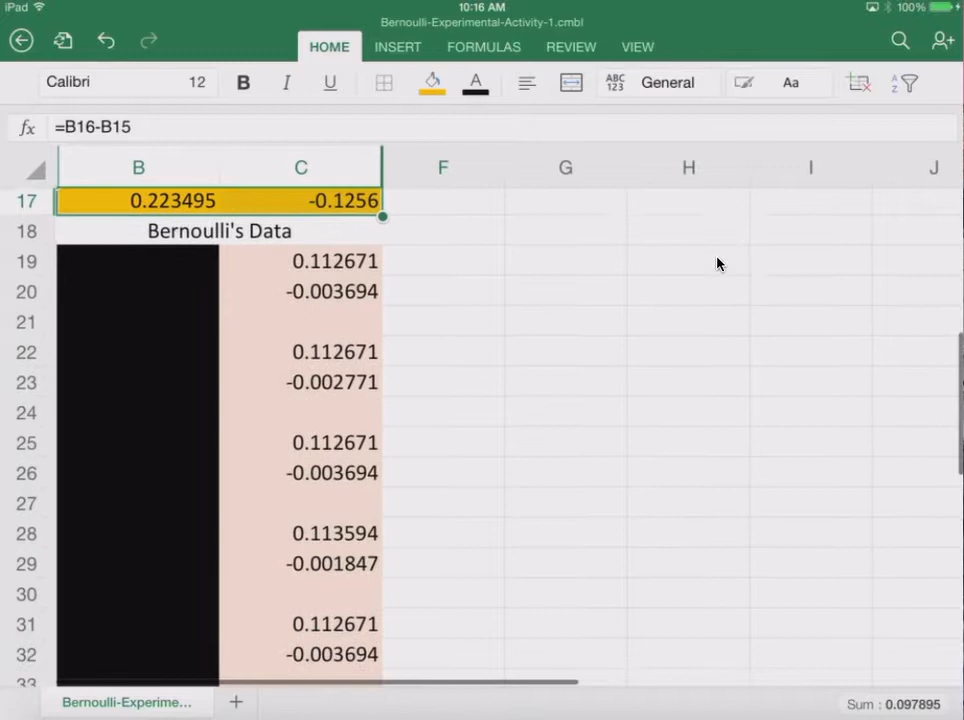 iPad 10:16 AM 100%
Bernoulli-Experimental-Activity-1.cmbl
HOME INSERT FORMULAS REVIEW VIEW
Calibri 12 B I U A ABC 123 General Aa A Z
fx =B16-B15
B C F G H I J
17 0.223495 -0.1256
18 Bernoulli's Data
19 0.112671
20 -0.003694
21
22 0.112671
23 -0.002771
24
25 0.112671
26 -0.003694
27
28 0.113594
29 -0.001847
30
31 0.112671
32 -0.003694
33
Bernoulli-Experime... + Sum : 0.097895